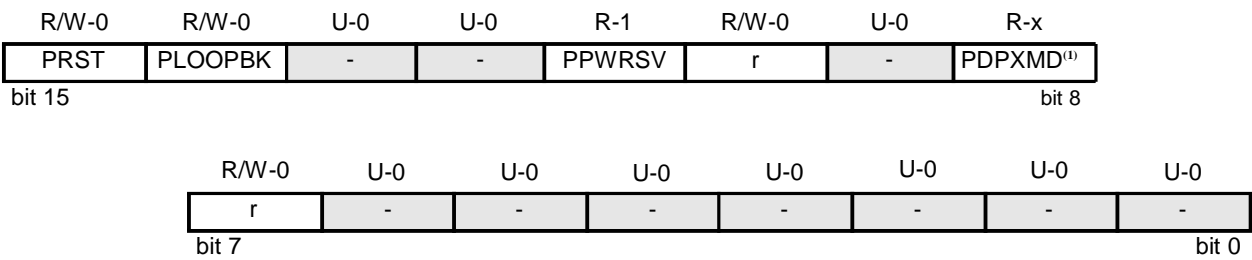 R/W-0 R/W-0 U-0 U-0 R-1 R/W-0 U-0 R-x
PRST PLOOPBK - - PPWRSV r - PDPXMD(1)
bit 15 bit 8
R/W-0 U-0 U-0 U-0 U-0 U-0 U-0 U-0
r - - - - - - -
bit 7 bit 0